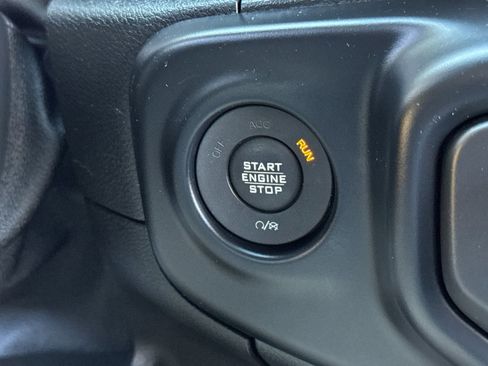 OFF ACC RUN
START
ENGINE
STOP